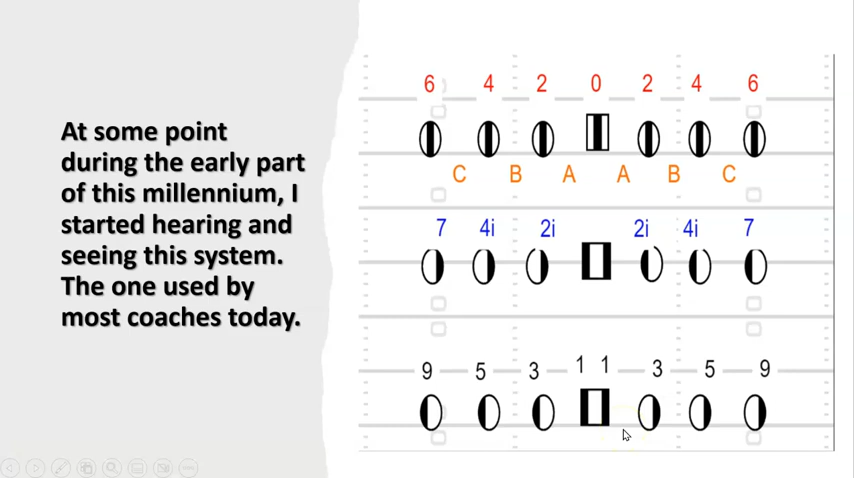 At some point
during the early part
of this millennium, I
started hearing and
seeing this system.
The one used by
most coaches today.
6 4 2 0 2 4 6
C B A A B C
7 4i 2i 2i 4i 7
9 5 3 1 1 3 5 9